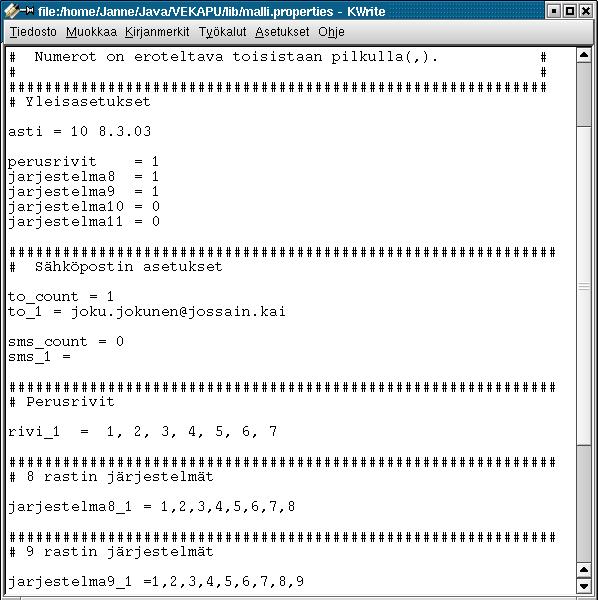 file:/home/Janne/Java/VEKAPU/lib/malli.properties - KWrite
Tiedosto Muokkaa Kirjanmerkit Työkalut Asetukset Ohje
#  Numerot on eroteltava toisistaan pilkulla(,).            #
#                                                           #
############################################################
# Yleisasetukset
asti = 10 8.3.03
perusrivit    = 1
jarjestelma8  = 1
jarjestelma9  = 1
jarjestelma10 = 0
jarjestelma11 = 0
#############################################################
#  Sähköpostin asetukset
to_count = 1
to_1 = joku.jokunen@jossain.kai
sms_count = 0
sms_1 =
#############################################################
# Perusrivit
rivi_1  =  1, 2, 3, 4, 5, 6, 7
#############################################################
# 8 rastin järjestelmät
jarjestelma8_1 = 1,2,3,4,5,6,7,8
#############################################################
# 9 rastin järjestelmät
jarjestelma9_1 =1,2,3,4,5,6,7,8,9